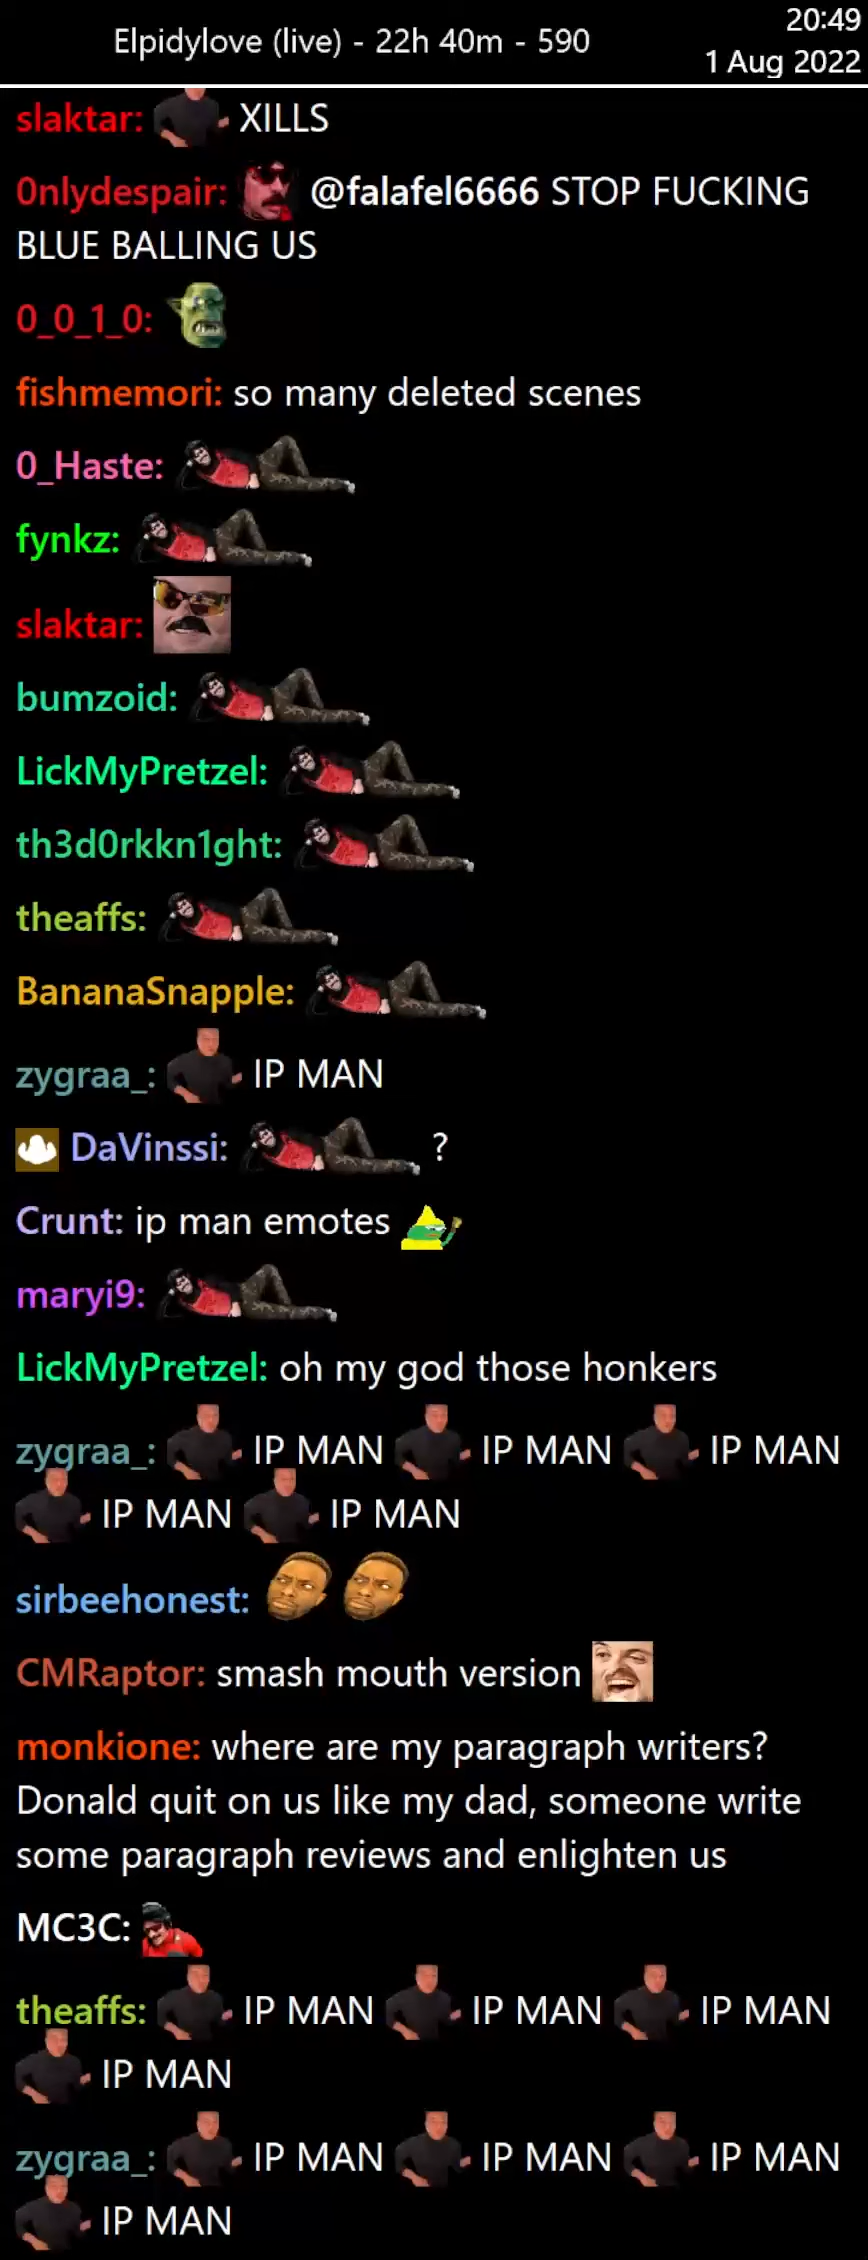 20:49
Elpidylove (live) - 22h 40m - 590
1 Aug 2022
slaktar: XILLS
0nlydespair: @falafel6666 STOP FUCKING
BLUE BALLING US
0_0_1_0:
fishmemori: so many deleted scenes
0_Haste:
fynkz:
slaktar:
bumzoid:
LickMyPretzel:
th3d0rkkn1ght:
theaffs:
BananaSnapple:
zygraa_: IP MAN
DaVinssi: ?
Crunt: ip man emotes
maryi9:
LickMyPretzel: oh my god those honkers
zygraa_: IP MAN IP MAN IP MAN
IP MAN IP MAN
sirbeehonest:
CMRaptor: smash mouth version
monkione: where are my paragraph writers?
Donald quit on us like my dad, someone write
some paragraph reviews and enlighten us
MC3C:
theaffs: IP MAN IP MAN IP MAN
IP MAN
zygraa_: IP MAN IP MAN IP MAN
IP MAN